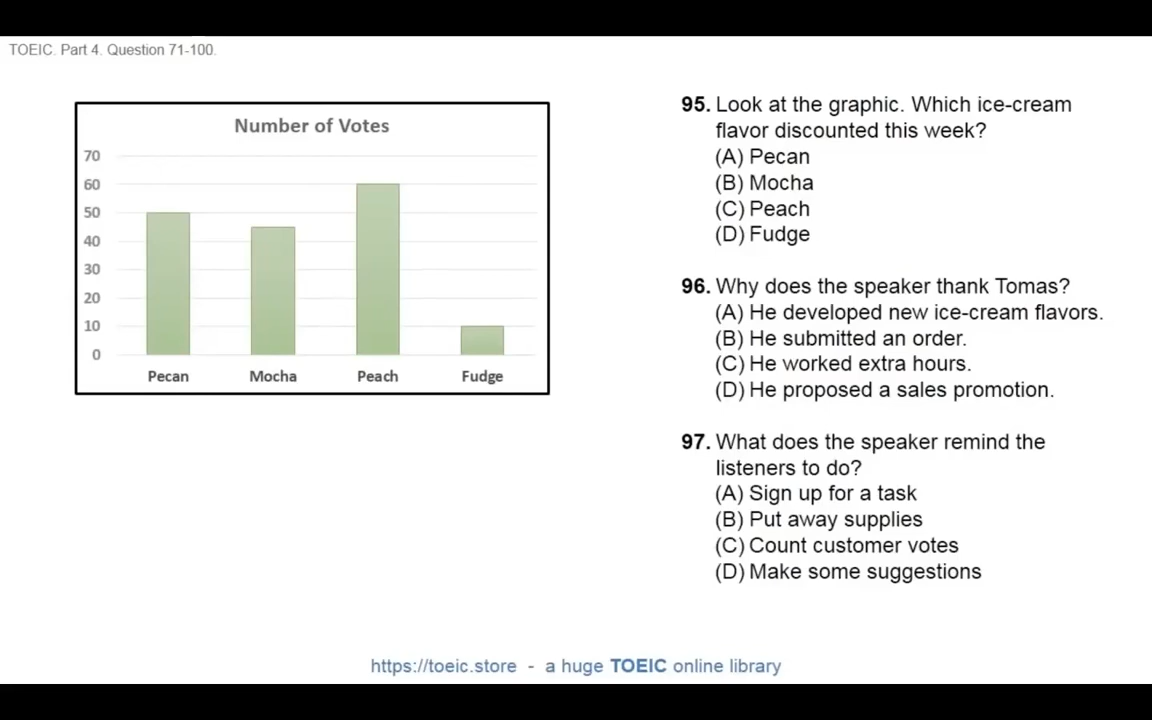 TOEIC. Part 4. Question 71-100.
Number of Votes
70
60
50
40
30
20
10
0
Pecan Mocha Peach Fudge
95. Look at the graphic. Which ice-cream
flavor discounted this week?
(A) Pecan
(B) Mocha
(C) Peach
(D) Fudge
96. Why does the speaker thank Tomas?
(A) He developed new ice-cream flavors.
(B) He submitted an order.
(C) He worked extra hours.
(D) He proposed a sales promotion.
97. What does the speaker remind the
listeners to do?
(A) Sign up for a task
(B) Put away supplies
(C) Count customer votes
(D) Make some suggestions
https://toeic.store - a huge TOEIC online library